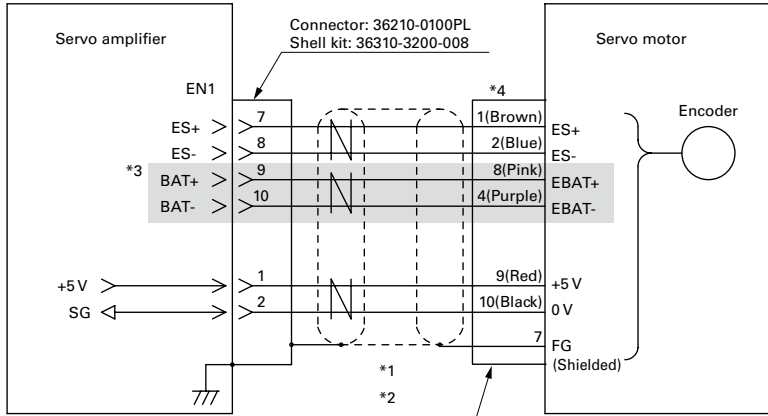 Servo amplifier
Connector: 36210-0100PL
Shell kit: 36310-3200-008
Servo motor
EN1
*4
Encoder
ES+ 7 1(Brown) ES+
ES- 8 2(Blue) ES-
*3
BAT+ 9 8(Pink) EBAT+
BAT- 10 4(Purple) EBAT-
+5 V 1 9(Red) +5 V
SG 2 10(Black) 0 V
7 FG
(Shielded)
*1
*2